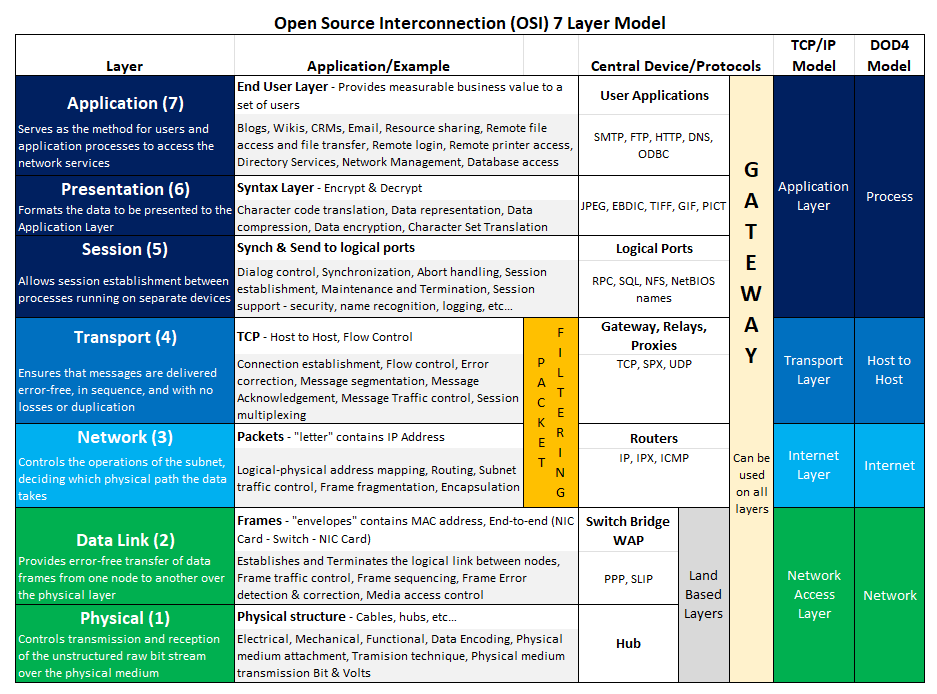 Open Source Interconnection (OSI) 7 Layer Model
Layer
Application/Example
Central Device/Protocols
TCP/IP
Model
DOD4
Model
Application (7)
Serves as the method for users and
application processes to access the
network services
End User Layer - Provides measurable business value to a
set of users
Blogs, Wikis, CRMs, Email, Resource sharing, Remote file
access and file transfer, Remote login, Remote printer access,
Directory Services, Network Management, Database access
User Applications
SMTP, FTP, HTTP, DNS,
ODBC
Presentation (6)
Formats the data to be presented to the
Application Layer
Syntax Layer - Encrypt & Decrypt
Character code translation, Data representation, Data
compression, Data encryption, Character Set Translation
JPEG, EBDIC, TIFF, GIF, PICT
Session (5)
Allows session establishment between
processes running on separate devices
Synch & Send to logical ports
Dialog control, Synchronization, Abort handling, Session
establishment, Maintenance and Termination, Session
support - security, name recognition, logging, etc...
Logical Ports
RPC, SQL, NFS, NetBIOS
names
GATEWAY
Can be
used
on all
layers
Application
Layer
Process
Transport (4)
Ensures that messages are delivered
error-free, in sequence, and with no
losses or duplication
TCP - Host to Host, Flow Control
Connection establishment, Flow control, Error
correction, Message segmentation, Message
Acknowledgement, Message Traffic control, Session
multiplexing
PACKET
FILTERING
Gateway, Relays,
Proxies
TCP, SPX, UDP
Transport
Layer
Host to
Host
Network (3)
Controls the operations of the subnet,
deciding which physical path the data
takes
Packets - "letter" contains IP Address
Logical-physical address mapping, Routing, Subnet
traffic control, Frame fragmentation, Encapsulation
Routers
IP, IPX, ICMP
Internet
Layer
Internet
Data Link (2)
Provides error-free transfer of data
frames from one node to another over
the physical layer
Frames - "envelopes" contains MAC address, End-to-end (NIC
Card - Switch - NIC Card)
Establishes and Terminates the logical link between nodes,
Frame traffic control, Frame sequencing, Frame Error
detection & correction, Media access control
Switch Bridge
WAP
PPP, SLIP
Land
Based
Layers
Network
Access
Layer
Network
Physical (1)
Controls transmission and reception
of the unstructured raw bit stream
over the physical medium
Physical structure - Cables, hubs, etc...
Electrical, Mechanical, Functional, Data Encoding, Physical
medium attachment, Tramision technique, Physical medium
transmission Bit & Volts
Hub